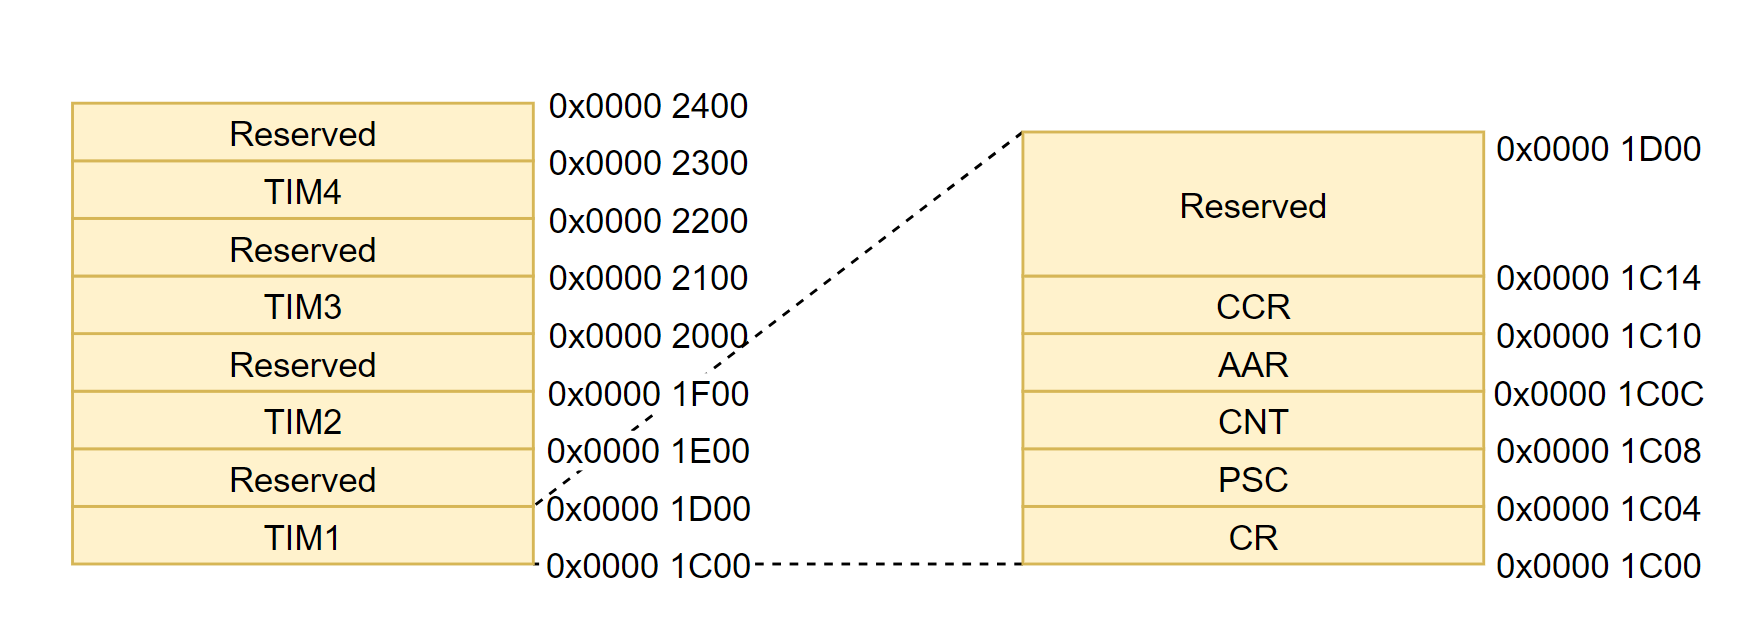 0x0000 2400
Reserved
0x0000 2300
TIM4
0x0000 2200
Reserved
0x0000 2100
TIM3
0x0000 2000
Reserved
0x0000 1F00
TIM2
0x0000 1E00
Reserved
0x0000 1D00
TIM1
0x0000 1C00
0x0000 1D00
Reserved
0x0000 1C14
CCR
0x0000 1C10
AAR
0x0000 1C0C
CNT
0x0000 1C08
PSC
0x0000 1C04
CR
0x0000 1C00